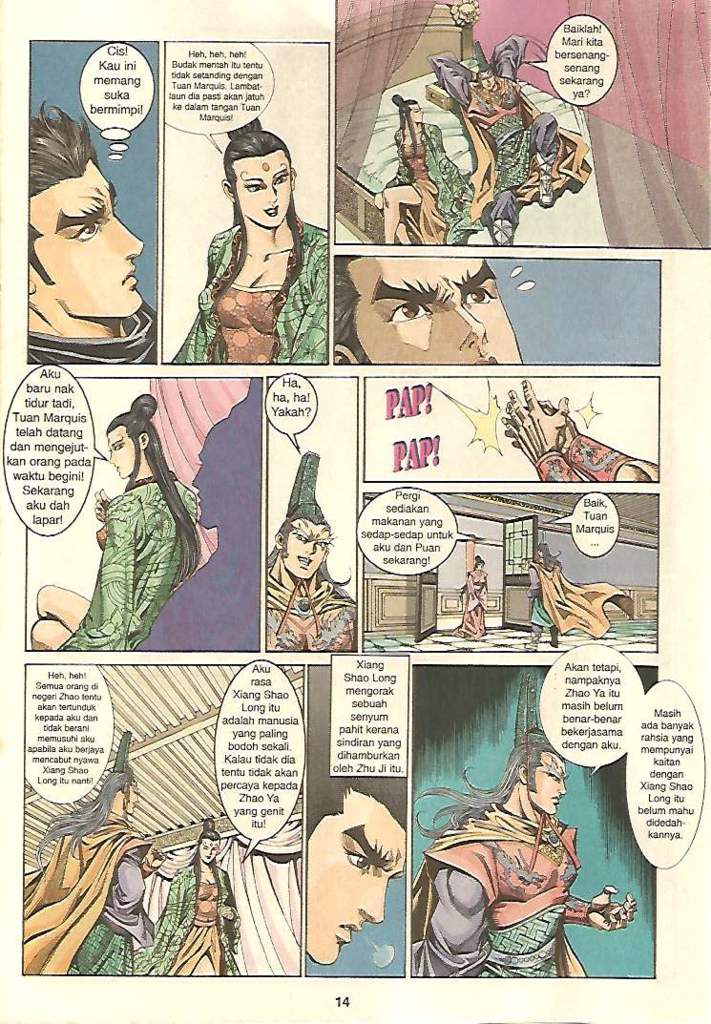 Cis!
Kau ini
memang
suka
bermimpi!
Heh, heh, heh!
Budak mentah itu tentu
tidak setanding dengan
Tuan Marquis. Lambat-
laun dia pasti akan jatuh
ke dalam tangan Tuan
Marquis!
Baiklah!
Mari kita
bersenang-
senang
sekarang
ya?
Aku
baru nak
tidur tadi,
Tuan Marquis
telah datang
dan mengejut-
kan orang pada
waktu begini!
Sekarang
aku dah
lapar!
Ha,
ha, ha!
Yakah?
PAP!
PAP!
Pergi
sediakan
makanan yang
sedap-sedap untuk
aku dan Puan
sekarang!
Baik,
Tuan
Marquis
...
Heh, heh!
Semua orang di
negeri Zhao tentu
akan tertunduk
kepada aku dan
tidak berani
memusuhi aku
apabila aku berjaya
mencabut nyawa
Xiang Shao
Long itu nanti!
Aku
rasa
Xiang Shao
Long itu
adalah manusia
yang paling
bodoh sekali.
Kalau tidak dia
tentu tidak akan
percaya kepada
Zhao Ya
yang genit
itu!
Xiang
Shao Long
mengorak
sebuah
senyum
pahit kerana
sindiran yang
dihamburkan
oleh Zhu Ji itu.
Akan tetapi,
nampaknya
Zhao Ya itu
masih belum
benar-benar
bekerjasama
dengan aku.
Masih
ada banyak
rahsia yang
mempunyai
kaitan
dengan
Xiang Shao
Long itu
belum mahu
didedah-
kannya.
14